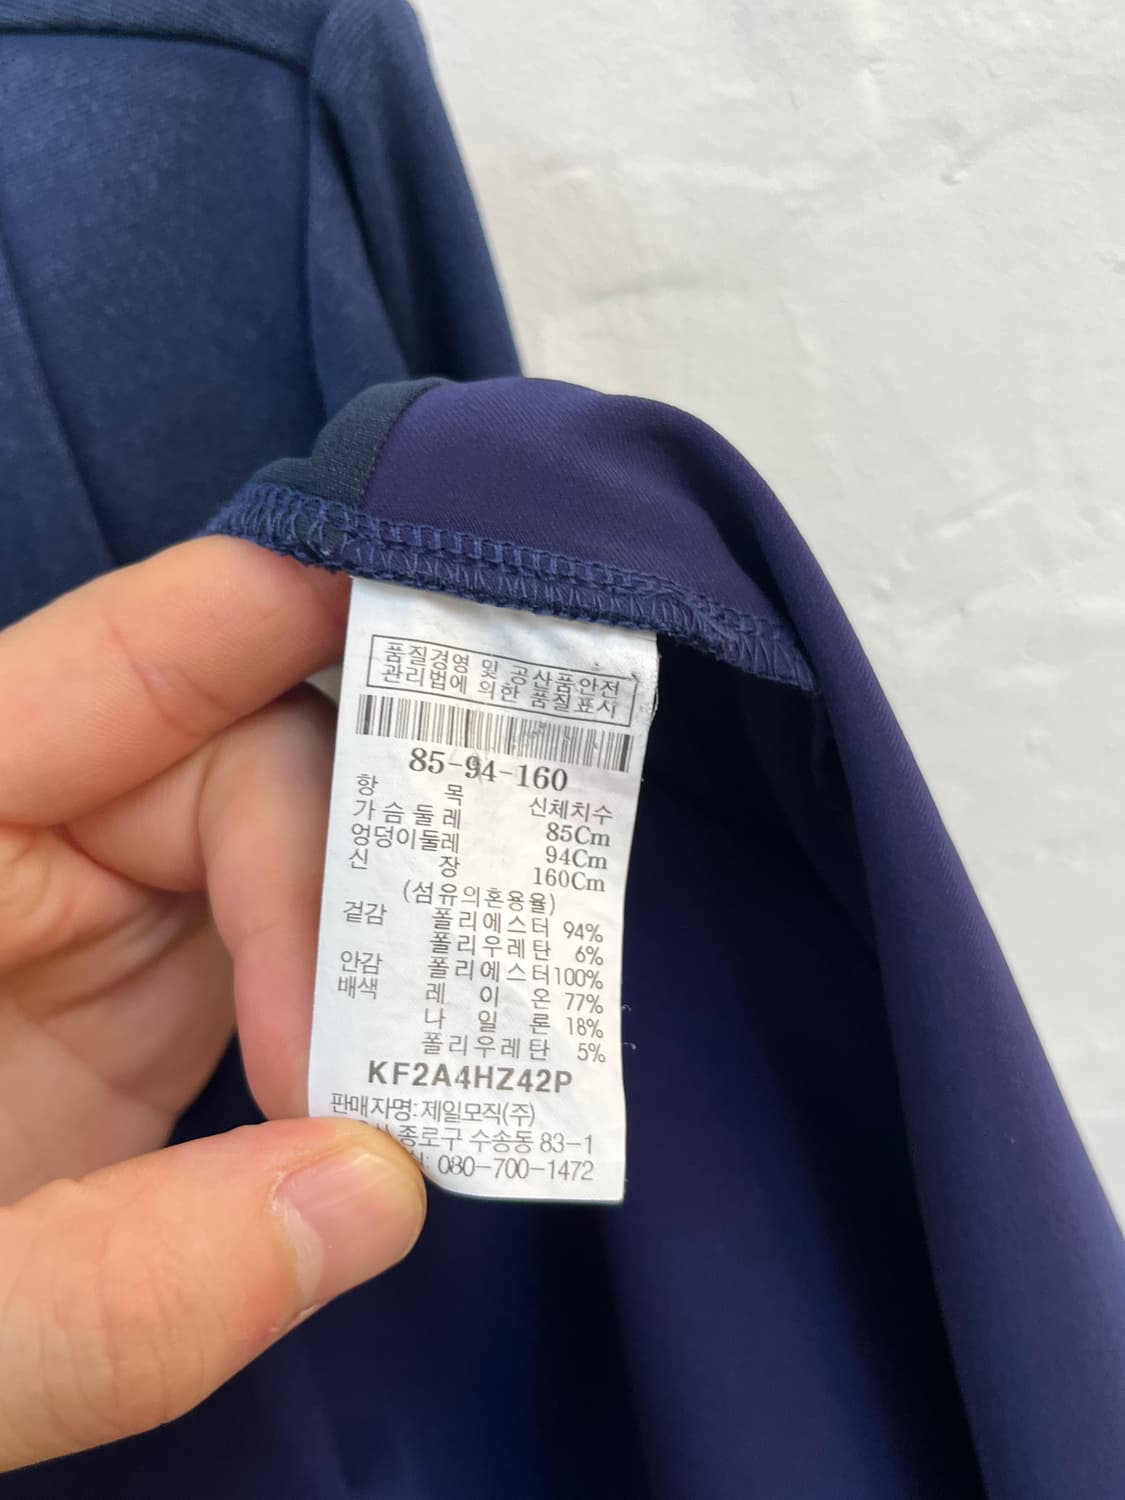 품질경영 및 공산품안전
관리법에 의한 품질표시
85-94-160
항 목 신체치수
가슴둘레 85Cm
엉덩이둘레 94Cm
신 장 160Cm
(섬유의혼용율)
겉감 폴리에스터 94%
폴리우레탄 6%
안감 폴리에스터100%
배색 레 이 온 77%
나 일 론 18%
폴리우레탄 5%
KF2A4HZ42P
판매자명:제일모직(주)
종로구 수송동 83-1
080-700-1472